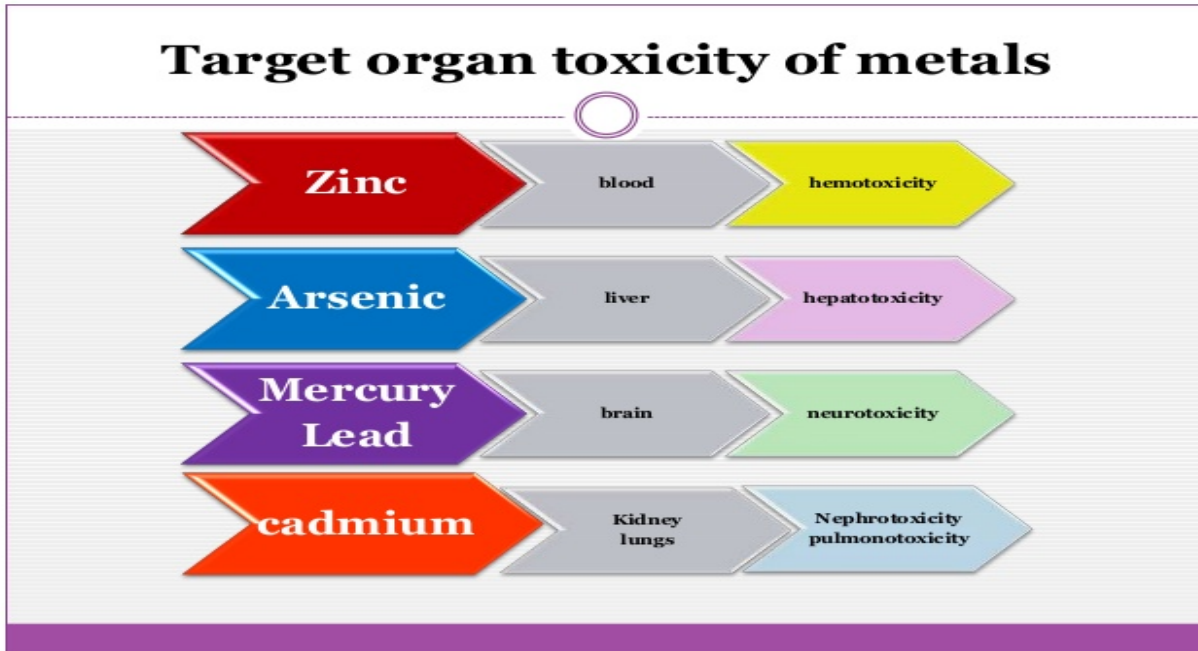 Target organ toxicity of metals
Zinc
blood
hemotoxicity
Arsenic
liver
hepatotoxicity
Mercury
Lead
brain
neurotoxicity
cadmium
Kidney
lungs
Nephrotoxicity
pulmonotoxicity